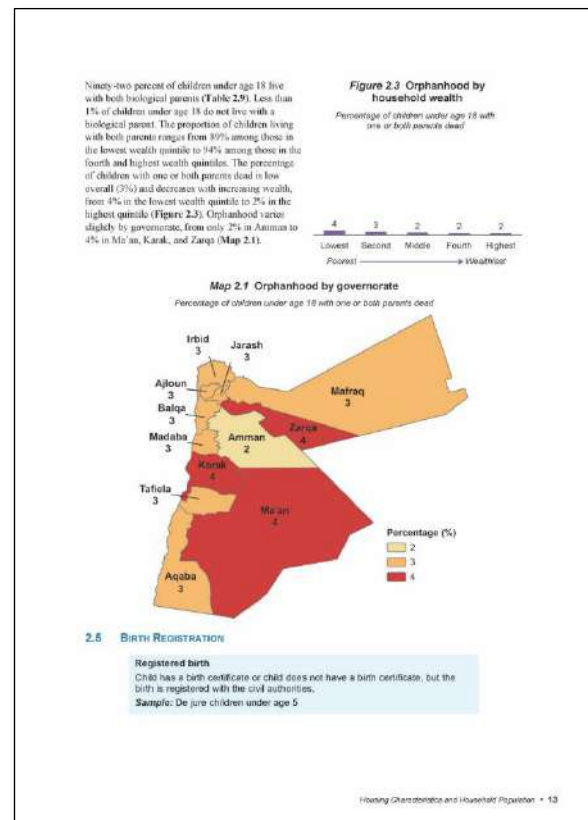 Ninety-two percent of children under age 18 live
with both biological parents (Table 2.9). Less than
1% of children under age 18 do not live with a
biological parent. The proportion of children living
with both parents ranges from 89% among those in
the lowest wealth quintile to 94% among those in the
fourth and highest wealth quintiles. The percentage
of children with one or both parents dead is low
overall (3%) and decreases with increasing wealth,
from 4% in the lowest wealth quintile to 2% in the
highest quintile (Figure 2.3). Orphanhood varies
slightly by governorate, from only 2% in Amman to
4% in Ma'an, Karak, and Zarqa (Map 2.1).
Figure 2.3 Orphanhood by
household wealth
Percentage of children under age 18 with
one or both parents dead
4 3 2 2 2
Lowest Second Middle Fourth Highest
Poorest Wealthiest
Map 2.1 Orphanhood by governorate
Percentage of children under age 18 with one or both parents dead
Irbid
3
Jarash
3
Ajloun
3
Mafraq
3
Balqa
3
Zarqa
4
Madaba
3
Amman
2
Karak
4
Tafiela
3
Ma'an
4
Aqaba
3
Percentage (%)
2
3
4
2.5 BIRTH REGISTRATION
Registered birth
Child has a birth certificate or child does not have a birth certificate, but the
birth is registered with the civil authorities.
Sample: De jure children under age 5
Housing Characteristics and Household Population • 13